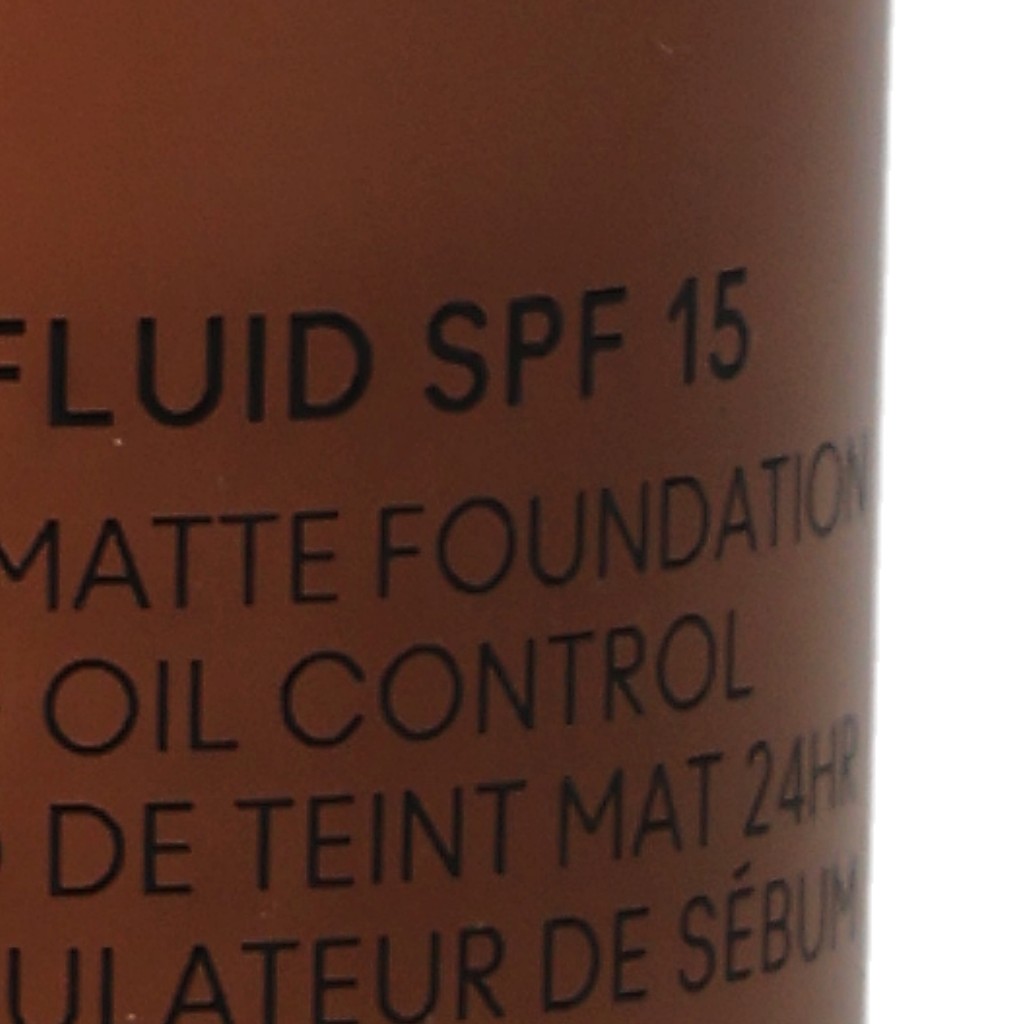 FLUID SPF 15
MATTE FOUNDATION
OIL CONTROL
DE TEINT MAT 24HR
ULATEUR DE SÉBUM